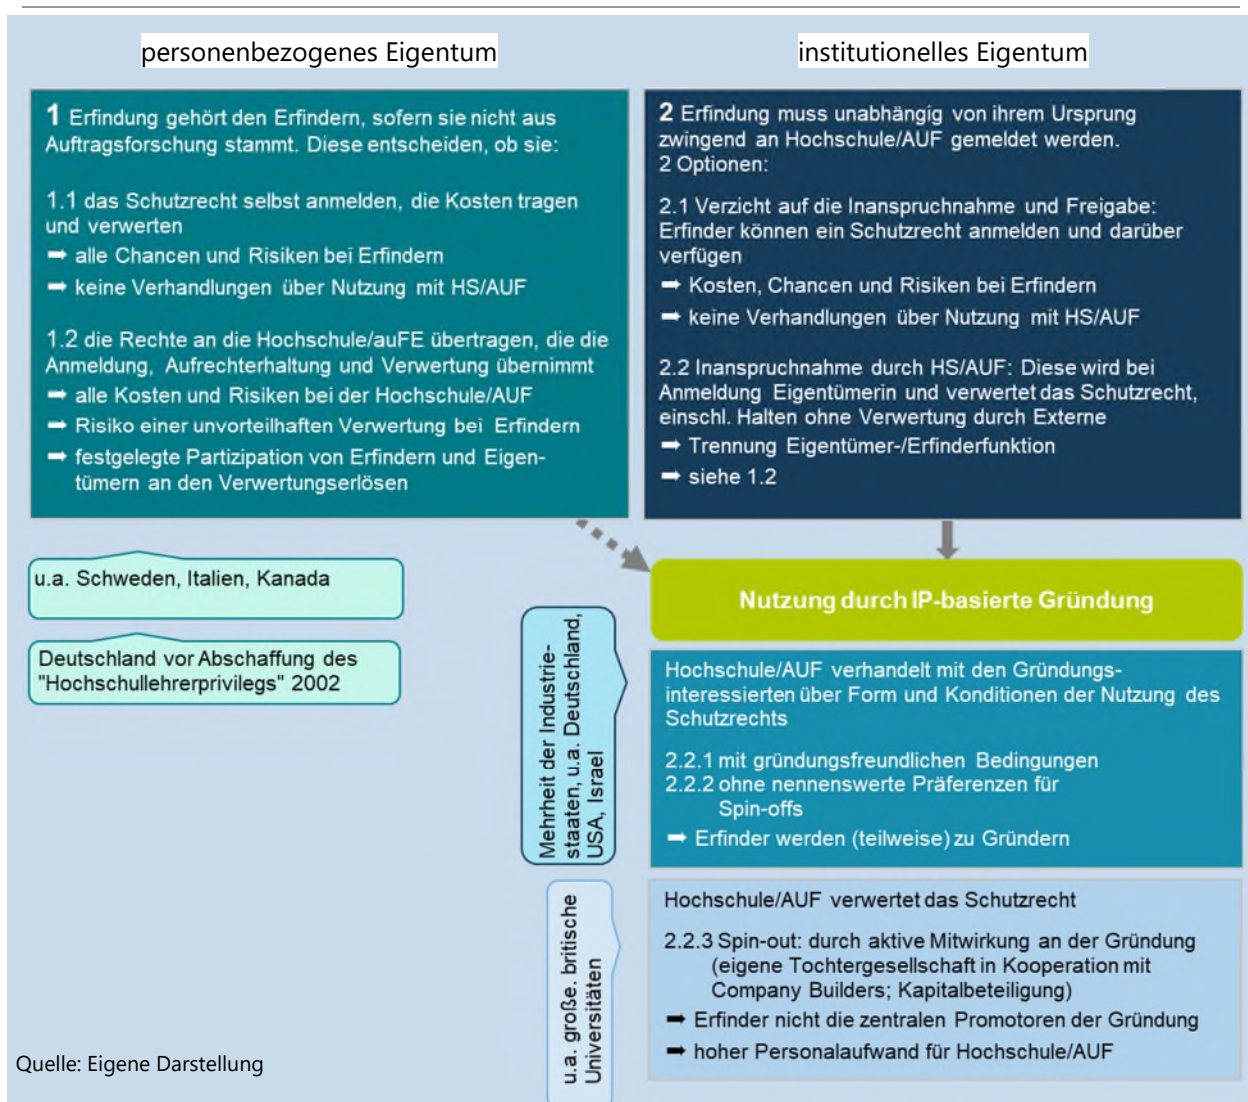 personenbezogenes Eigentum
1 Erfindung gehört den Erfindern, sofern sie nicht aus
Auftragsforschung stammt. Diese entscheiden, ob sie:
1.1 das Schutzrecht selbst anmelden, die Kosten tragen
und verwerten
➡ alle Chancen und Risiken bei Erfindern
➡ keine Verhandlungen über Nutzung mit HS/AUF
1.2 die Rechte an die Hochschule/auFE übertragen, die die
Anmeldung, Aufrechterhaltung und Verwertung übernimmt
➡ alle Kosten und Risiken bei der Hochschule/AUF
➡ Risiko einer unvorteilhaften Verwertung bei Erfindern
➡ festgelegte Partizipation von Erfindern und Eigen-
tümern an den Verwertungserlösen
u.a. Schweden, Italien, Kanada
Deutschland vor Abschaffung des
"Hochschullehrerprivilegs" 2002
institutionelles Eigentum
2 Erfindung muss unabhängig von ihrem Ursprung
zwingend an Hochschule/AUF gemeldet werden.
2 Optionen:
2.1 Verzicht auf die Inanspruchnahme und Freigabe:
Erfinder können ein Schutzrecht anmelden und darüber
verfügen
➡ Kosten, Chancen und Risiken bei Erfindern
➡ keine Verhandlungen über Nutzung mit HS/AUF
2.2 Inanspruchnahme durch HS/AUF: Diese wird bei
Anmeldung Eigentümerin und verwertet das Schutzrecht,
einschl. Halten ohne Verwertung durch Externe
➡ Trennung Eigentümer-/Erfinderfunktion
➡ siehe 1.2
Nutzung durch IP-basierte Gründung
Mehrheit der Industrie-
staaten, u.a. Deutschland,
USA, Israel
Hochschule/AUF verhandelt mit den Gründungs-
interessierten über Form und Konditionen der Nutzung des
Schutzrechts
2.2.1 mit gründungsfreundlichen Bedingungen
2.2.2 ohne nennenswerte Präferenzen für
Spin-offs
➡ Erfinder werden (teilweise) zu Gründern
u.a. große. britische
Universitäten
Hochschule/AUF verwertet das Schutzrecht
2.2.3 Spin-out: durch aktive Mitwirkung an der Gründung
(eigene Tochtergesellschaft in Kooperation mit
Company Builders; Kapitalbeteiligung)
➡ Erfinder nicht die zentralen Promotoren der Gründung
➡ hoher Personalaufwand für Hochschule/AUF
Quelle: Eigene Darstellung